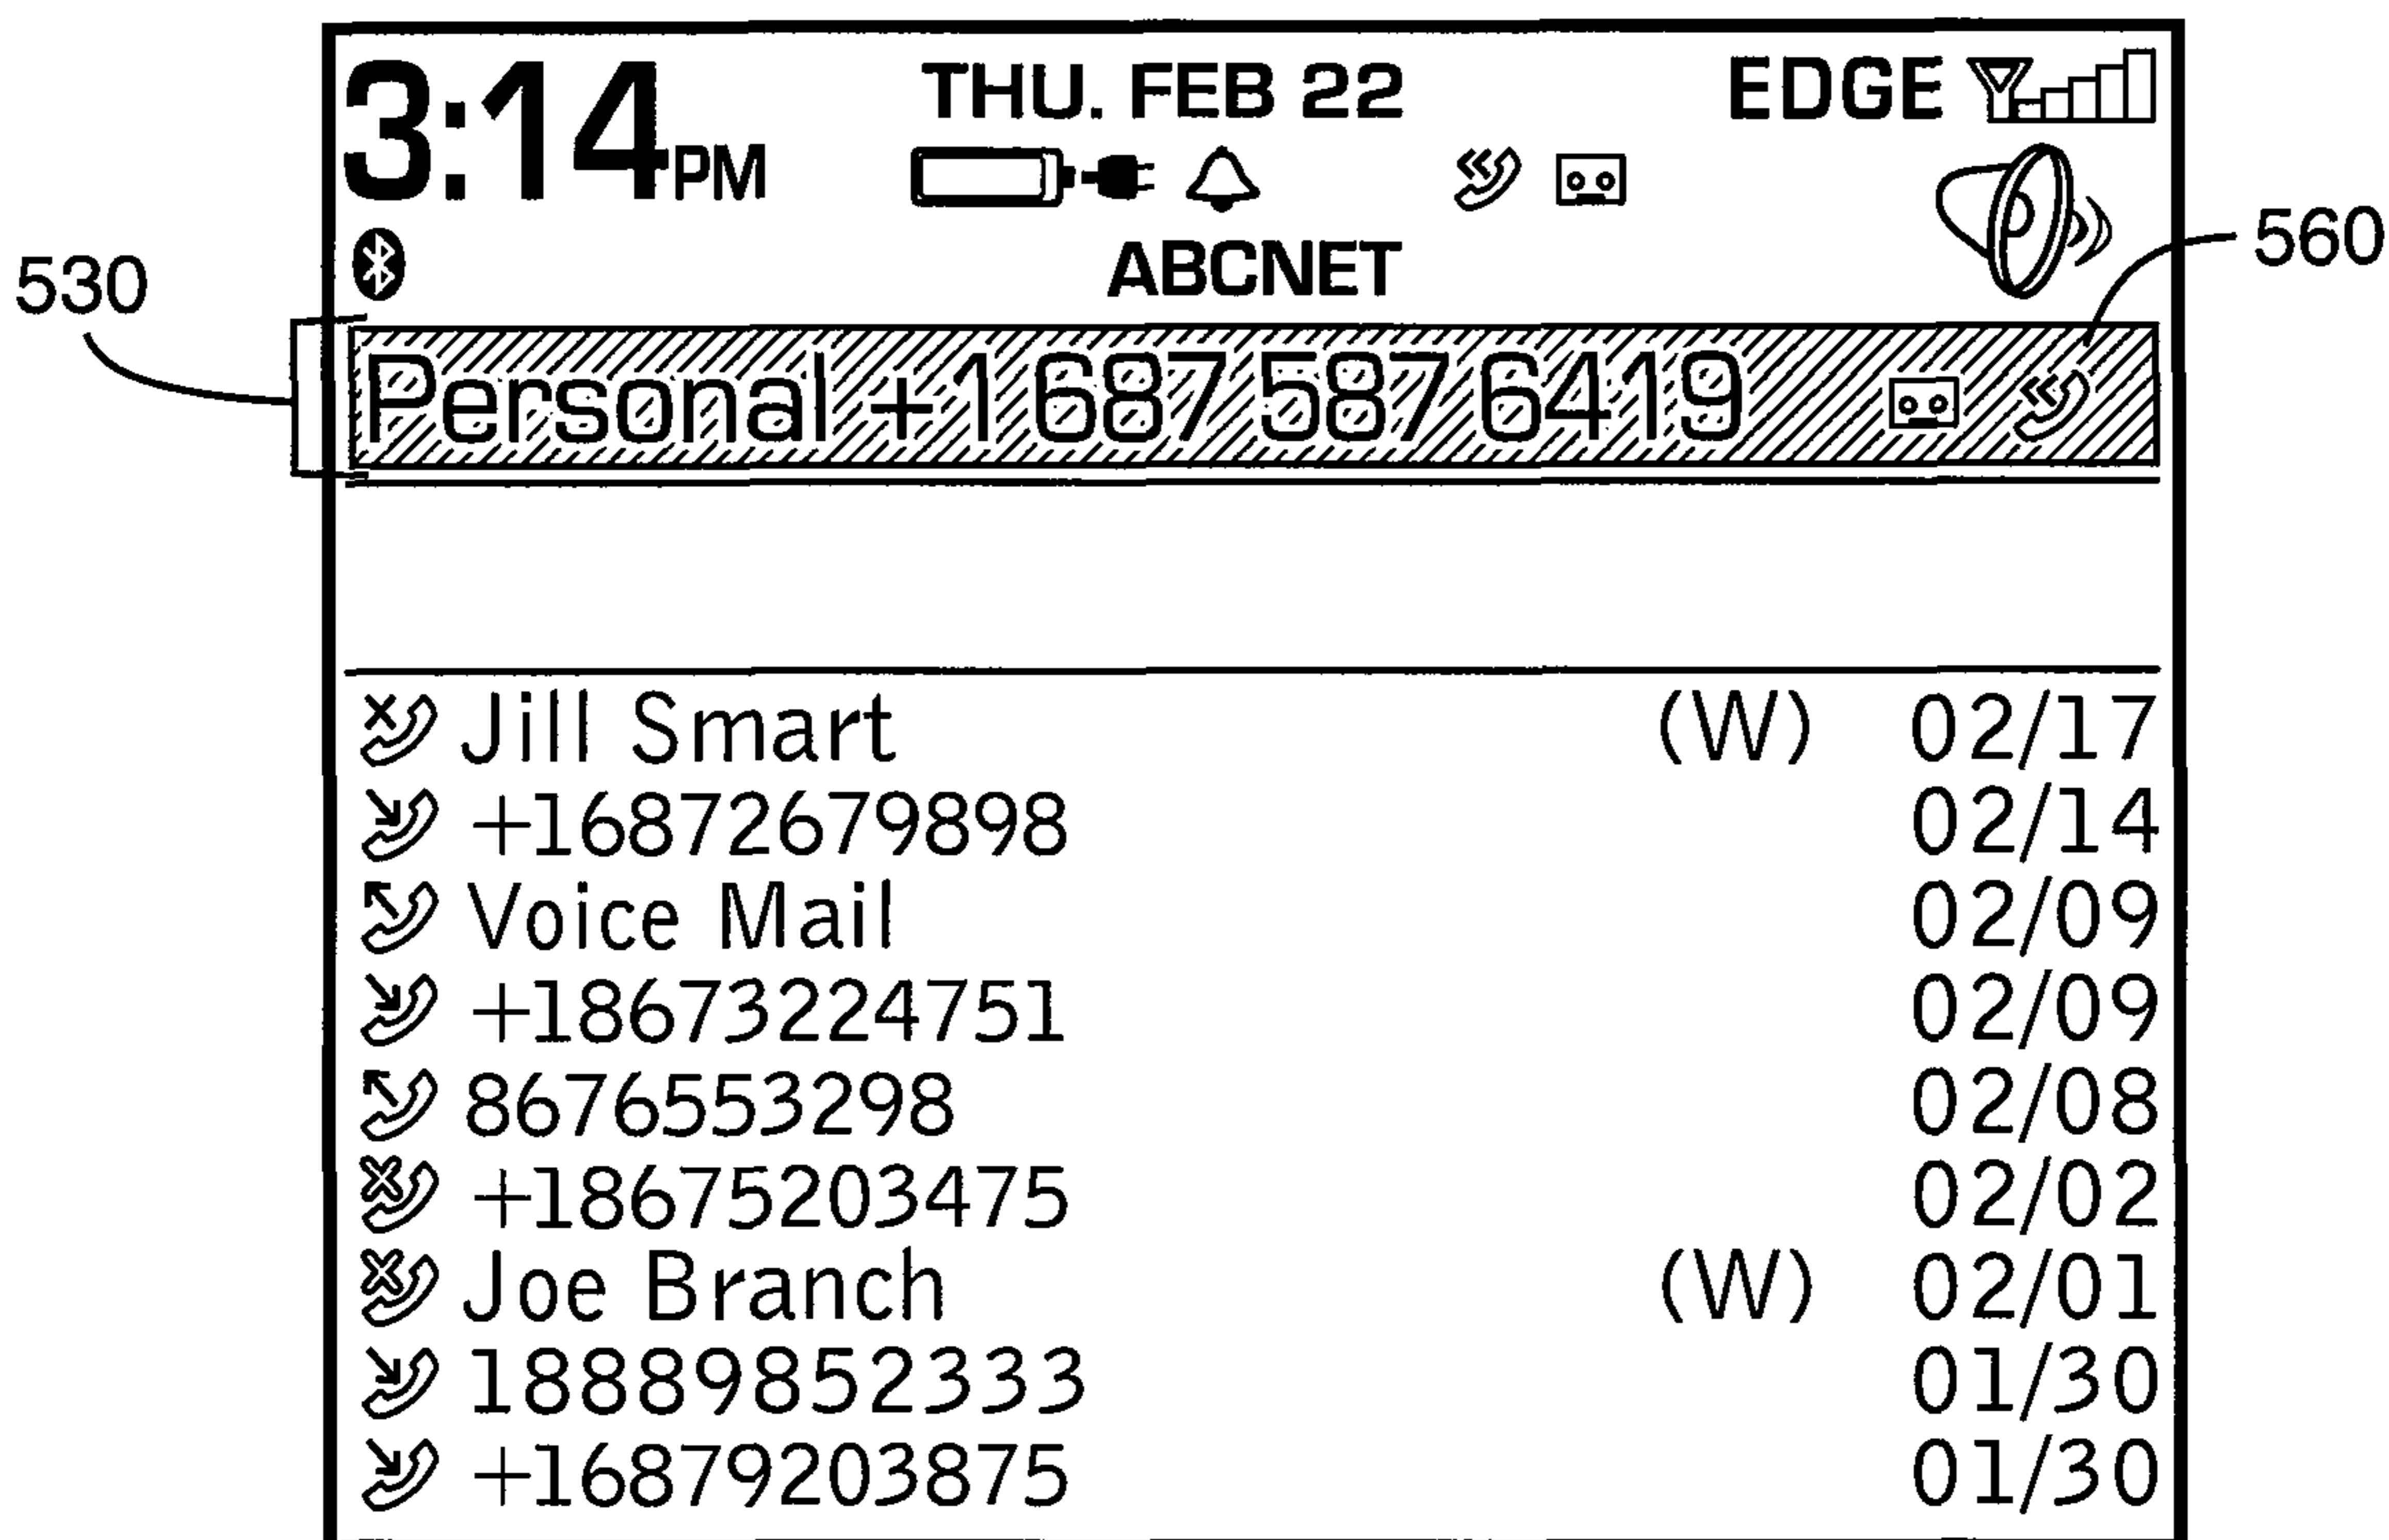 3:14PM THU. FEB 22 EDGE
ABCNET
530
560
Personal +1 687 587 6419
Jill Smart (W) 02/17
+16872679898 02/14
Voice Mail 02/09
+18673224751 02/09
8676553298 02/08
+18675203475 02/02
Joe Branch (W) 02/01
18889852333 01/30
+16879203875 01/30